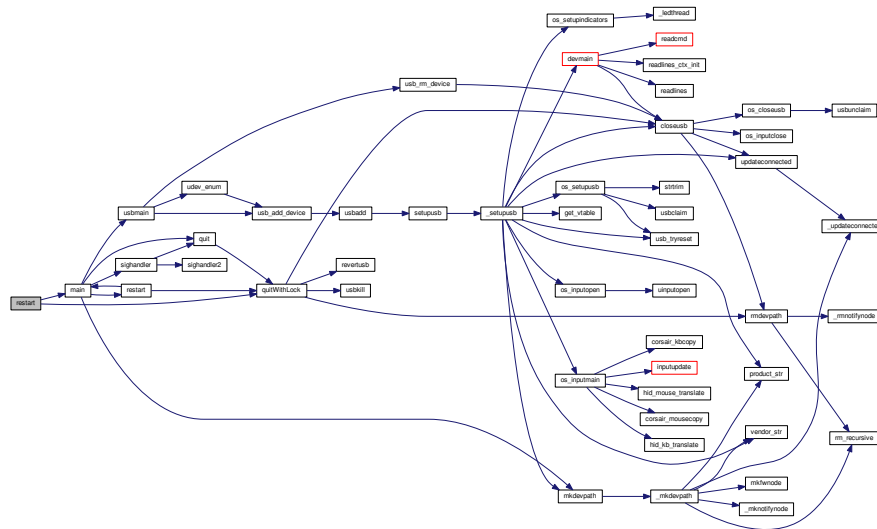 os_setupindicators
_ledthread
readcmd
devmain
readlines_ctx_init
usb_rm_device
readlines
os_closeusb
usbunclaim
closeusb
os_inputclose
updateconnected
udev_enum
os_setupusb
strtrim
usbmain
usb_add_device
usbadd
setupusb
_setupusb
get_vtable
usbclaim
_updateconnected
quit
usb_tryreset
sighandler
sighandler2
revertusb
main
restart
quitWithLock
usbkill
os_inputopen
uinputopen
restart
rmdevpath
_rmnotifynode
corsair_kbcopy
inputupdate
product_str
os_inputmain
hid_mouse_translate
corsair_mousecopy
vendor_str
rm_recursive
hid_kb_translate
mkfwnode
mkdevpath
_mkdevpath
_mknotifynode